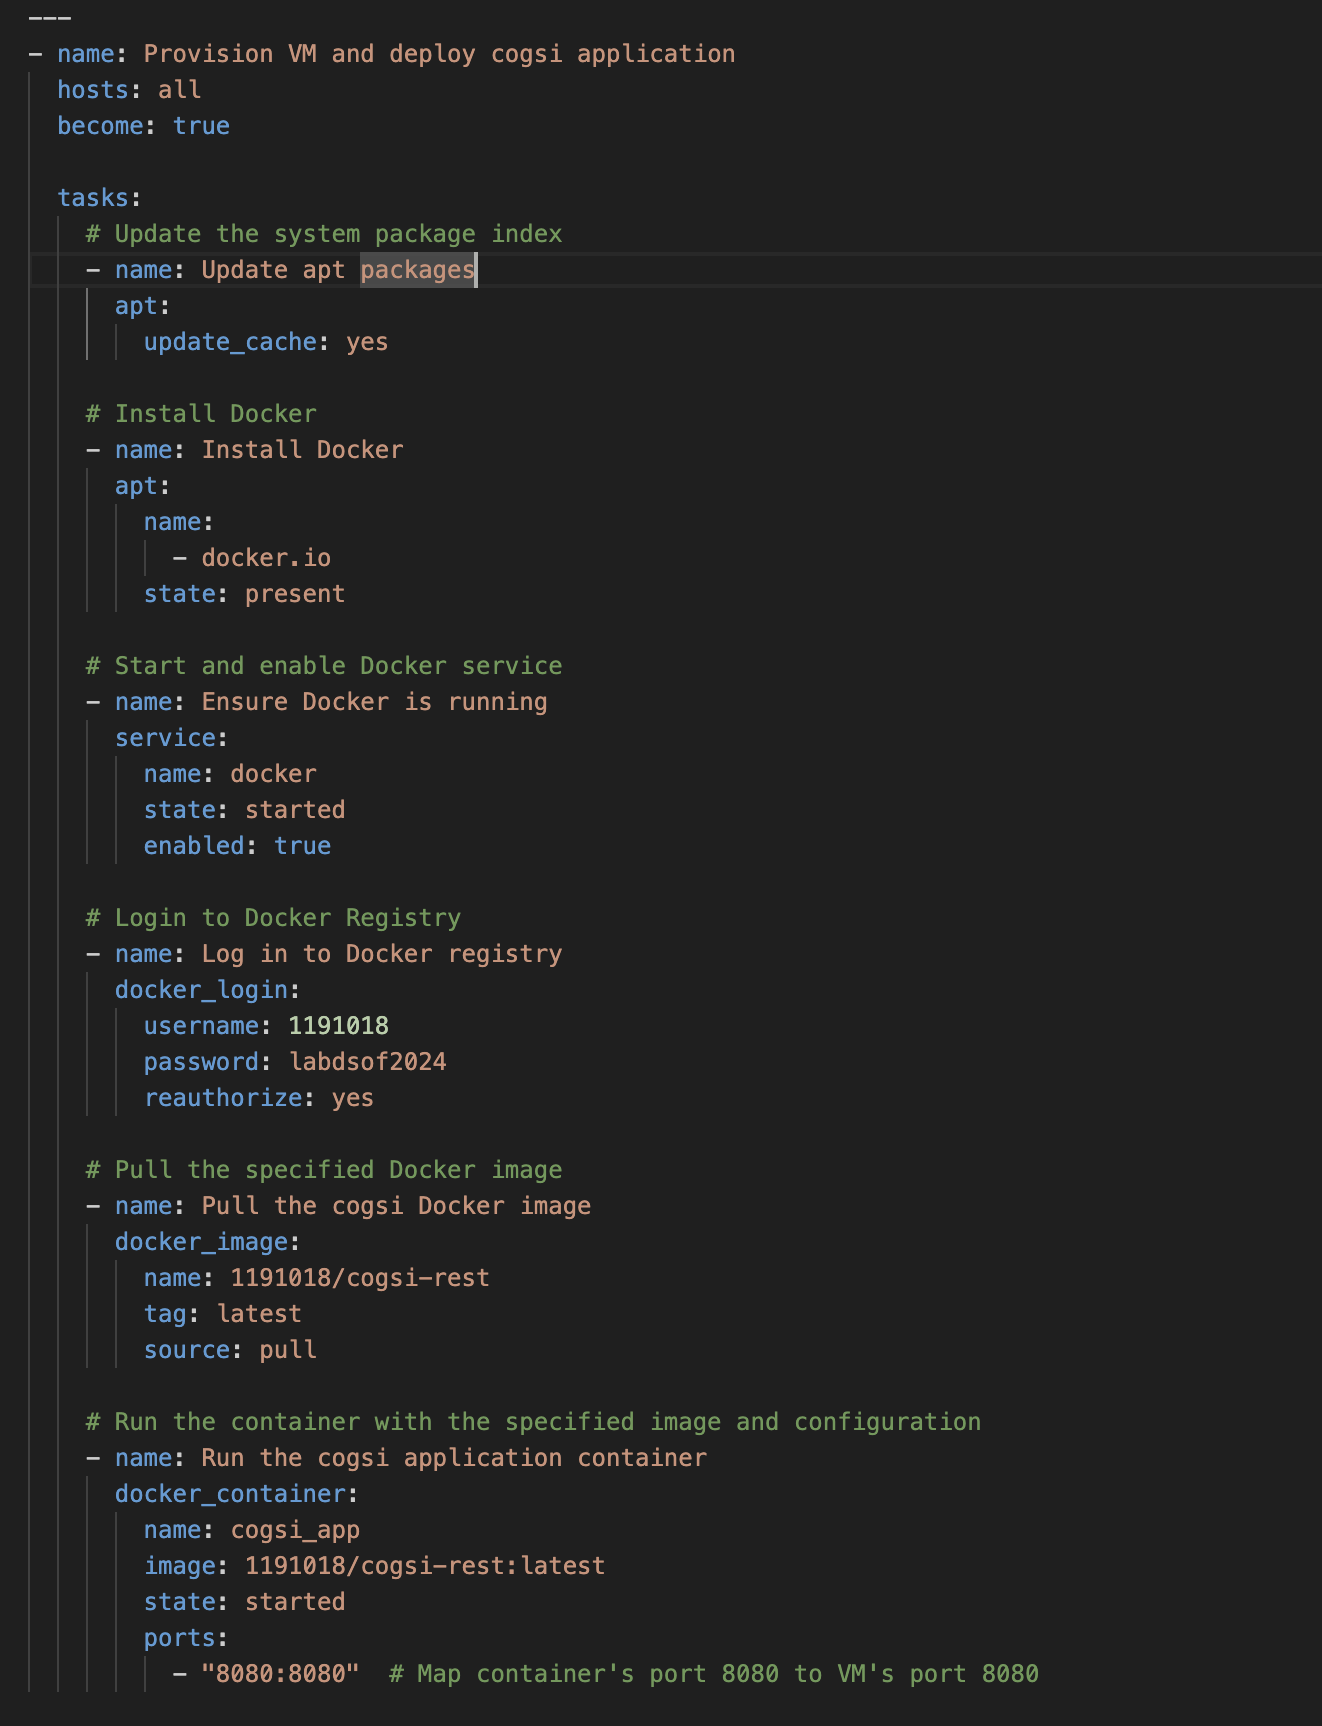 ---
- name: Provision VM and deploy cogsi application
  hosts: all
  become: true

  tasks:
    # Update the system package index
    - name: Update apt packages
      apt:
        update_cache: yes

    # Install Docker
    - name: Install Docker
      apt:
        name:
          - docker.io
        state: present

    # Start and enable Docker service
    - name: Ensure Docker is running
      service:
        name: docker
        state: started
        enabled: true

    # Login to Docker Registry
    - name: Log in to Docker registry
      docker_login:
        username: 1191018
        password: labdsof2024
        reauthorize: yes

    # Pull the specified Docker image
    - name: Pull the cogsi Docker image
      docker_image:
        name: 1191018/cogsi-rest
        tag: latest
        source: pull

    # Run the container with the specified image and configuration
    - name: Run the cogsi application container
      docker_container:
        name: cogsi_app
        image: 1191018/cogsi-rest:latest
        state: started
        ports:
          - "8080:8080"  # Map container's port 8080 to VM's port 8080